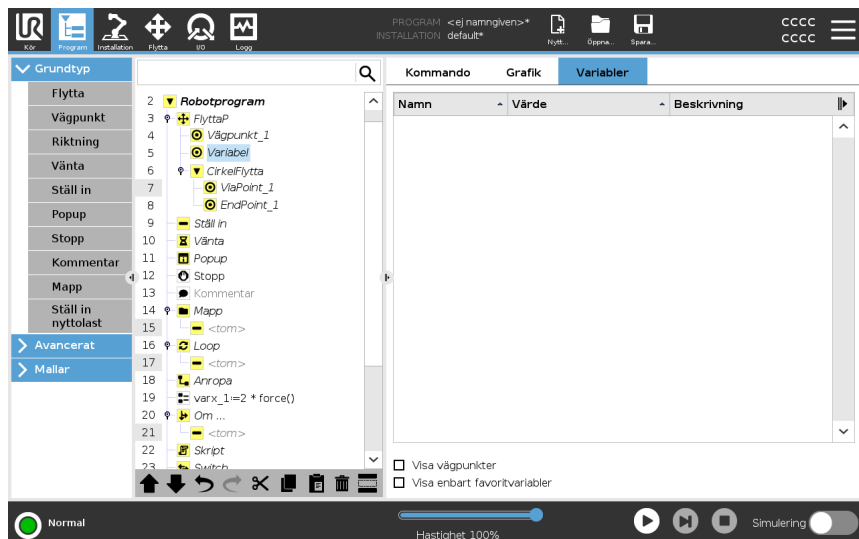 UR
Kör
Program
Installation
Flytta
I/O
Logg
PROGRAM <ej namngiven>*
INSTALLATION default*
Nytt...
Öppna...
Spara...
CCCC
CCCC
Grundtyp
Flytta
Vägpunkt
Riktning
Vänta
Ställ in
Popup
Stopp
Kommentar
Mapp
Ställ in
nyttolast
Avancerat
Mallar
2 Robotprogram
3 FlyttaP
4 Vägpunkt_1
5 Variabel
6 CirkelFlytta
7 ViaPoint_1
8 EndPoint_1
9 Ställ in
10 Vänta
11 Popup
12 Stopp
13 Kommentar
14 Mapp
15 <tom>
16 Loop
17 <tom>
18 Anropa
19 varx_1:=2 * force()
20 Om ...
21 <tom>
22 Skript
23 Switch
Kommando Grafik Variabler
Namn Värde Beskrivning
Visa vägpunkter
Visa enbart favoritvariabler
Normal
Hastighet 100%
Simulering